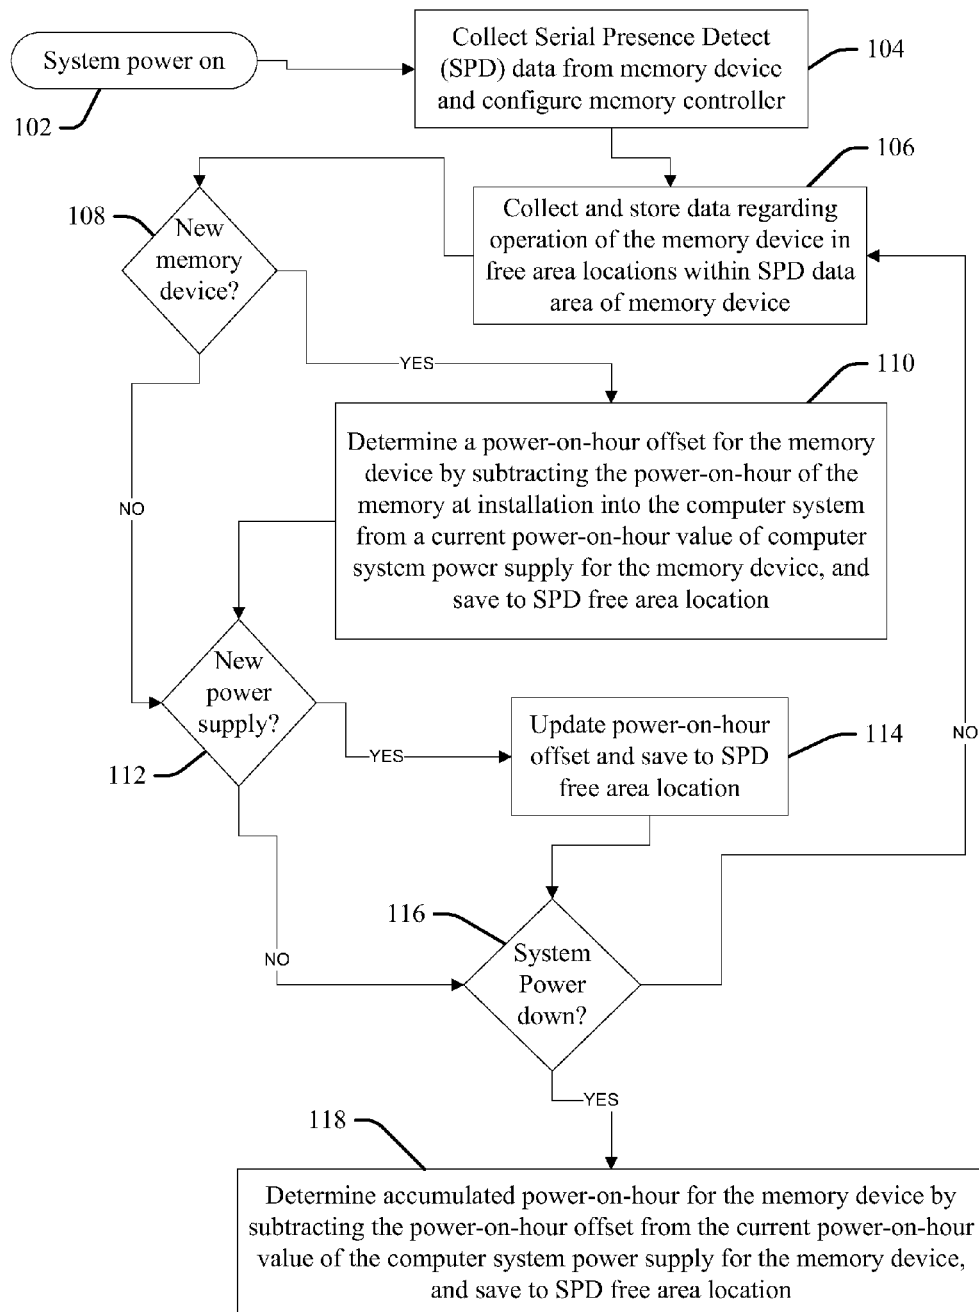 System power on
102
Collect Serial Presence Detect
(SPD) data from memory device
and configure memory controller
104
106
Collect and store data regarding
operation of the memory device in
free area locations within SPD data
area of memory device
108
New
memory
device?
YES
NO
110
Determine a power-on-hour offset for the memory
device by subtracting the power-on-hour of the
memory at installation into the computer system
from a current power-on-hour value of computer
system power supply for the memory device, and
save to SPD free area location
New
power
supply?
112
YES
NO
Update power-on-hour
offset and save to SPD
free area location
114
NO
116
System
Power
down?
YES
118
Determine accumulated power-on-hour for the memory device by
subtracting the power-on-hour offset from the current power-on-hour
value of the computer system power supply for the memory device,
and save to SPD free area location